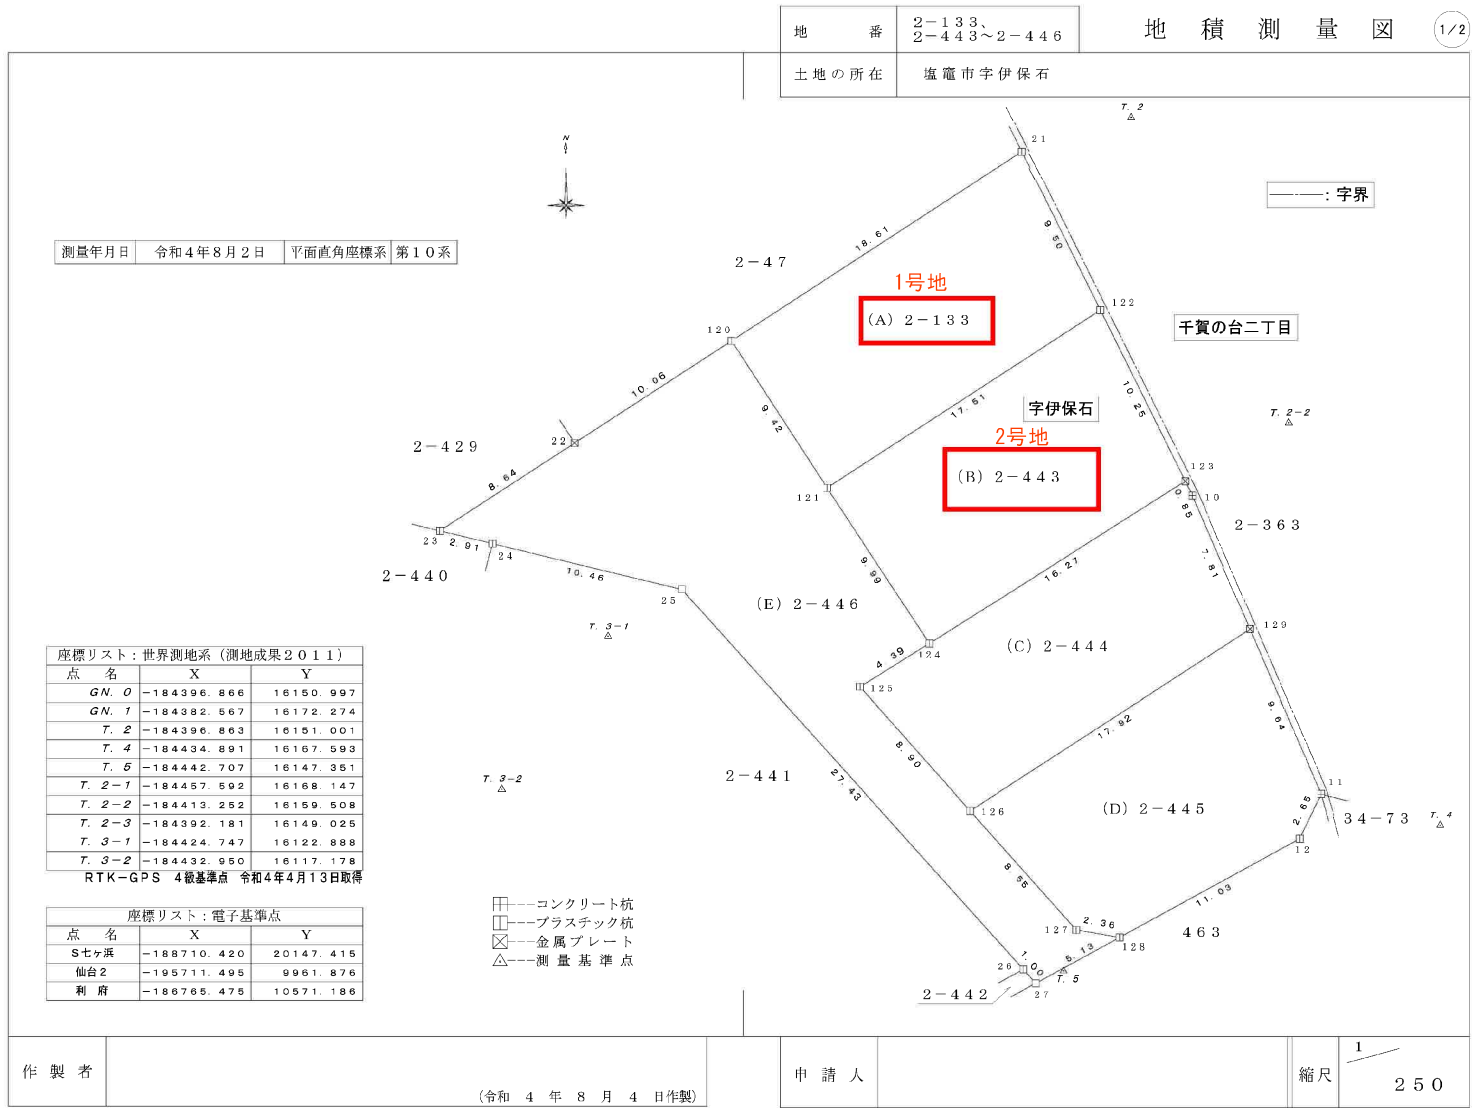 地番
2－133、
2－443～2－446
地積測量図
1/2
土地の所在
塩竈市字伊保石
T. 2
N
21
―――: 字界
測量年月日 令和4年8月2日 平面直角座標系 第10系
18.61
9.50
2－47
1号地
(A) 2－133
122
120
千賀の台二丁目
10.06
9.42
17.51
字伊保石
10.25
T. 2-2
2号地
2－429
22
(B) 2－443
123
8.64
121
10
0.85
2－363
23
2.91
24
2－440
10.46
9.99
16.27
7.81
25
(E) 2－446
T. 3-1
129
124
(C) 2－444
4.39
125
座標リスト：世界測地系（測地成果2011）
点名 X Y
GN. 0 -184396.866 16150.997
GN. 1 -184382.567 16172.274
T. 2 -184396.863 16151.001
T. 4 -184434.891 16167.593
T. 5 -184442.707 16147.351
T. 2-1 -184457.592 16168.147
T. 2-2 -184413.252 16159.508
T. 2-3 -184392.181 16149.025
T. 3-1 -184424.747 16122.888
T. 3-2 -184432.950 16117.178
RTK－GPS 4級基準点 令和4年4月13日取得
8.90
17.92
9.64
T. 3-2
2－441
27.43
11
126
(D) 2－445
2.65
34－73
T. 4
12
8.55
11.03
座標リスト：電子基準点
点名 X Y
S七ヶ浜 -188710.420 20147.415
仙台2 -195711.495 9961.876
利府 -186765.475 10571.186
コンクリート杭
プラスチック杭
金属プレート
測量基準点
127
2.36
128
463
5.13
26
1.00
T. 5
27
2－442
作製者
(令和4年8月4日作製)
申請人
縮尺
1
250